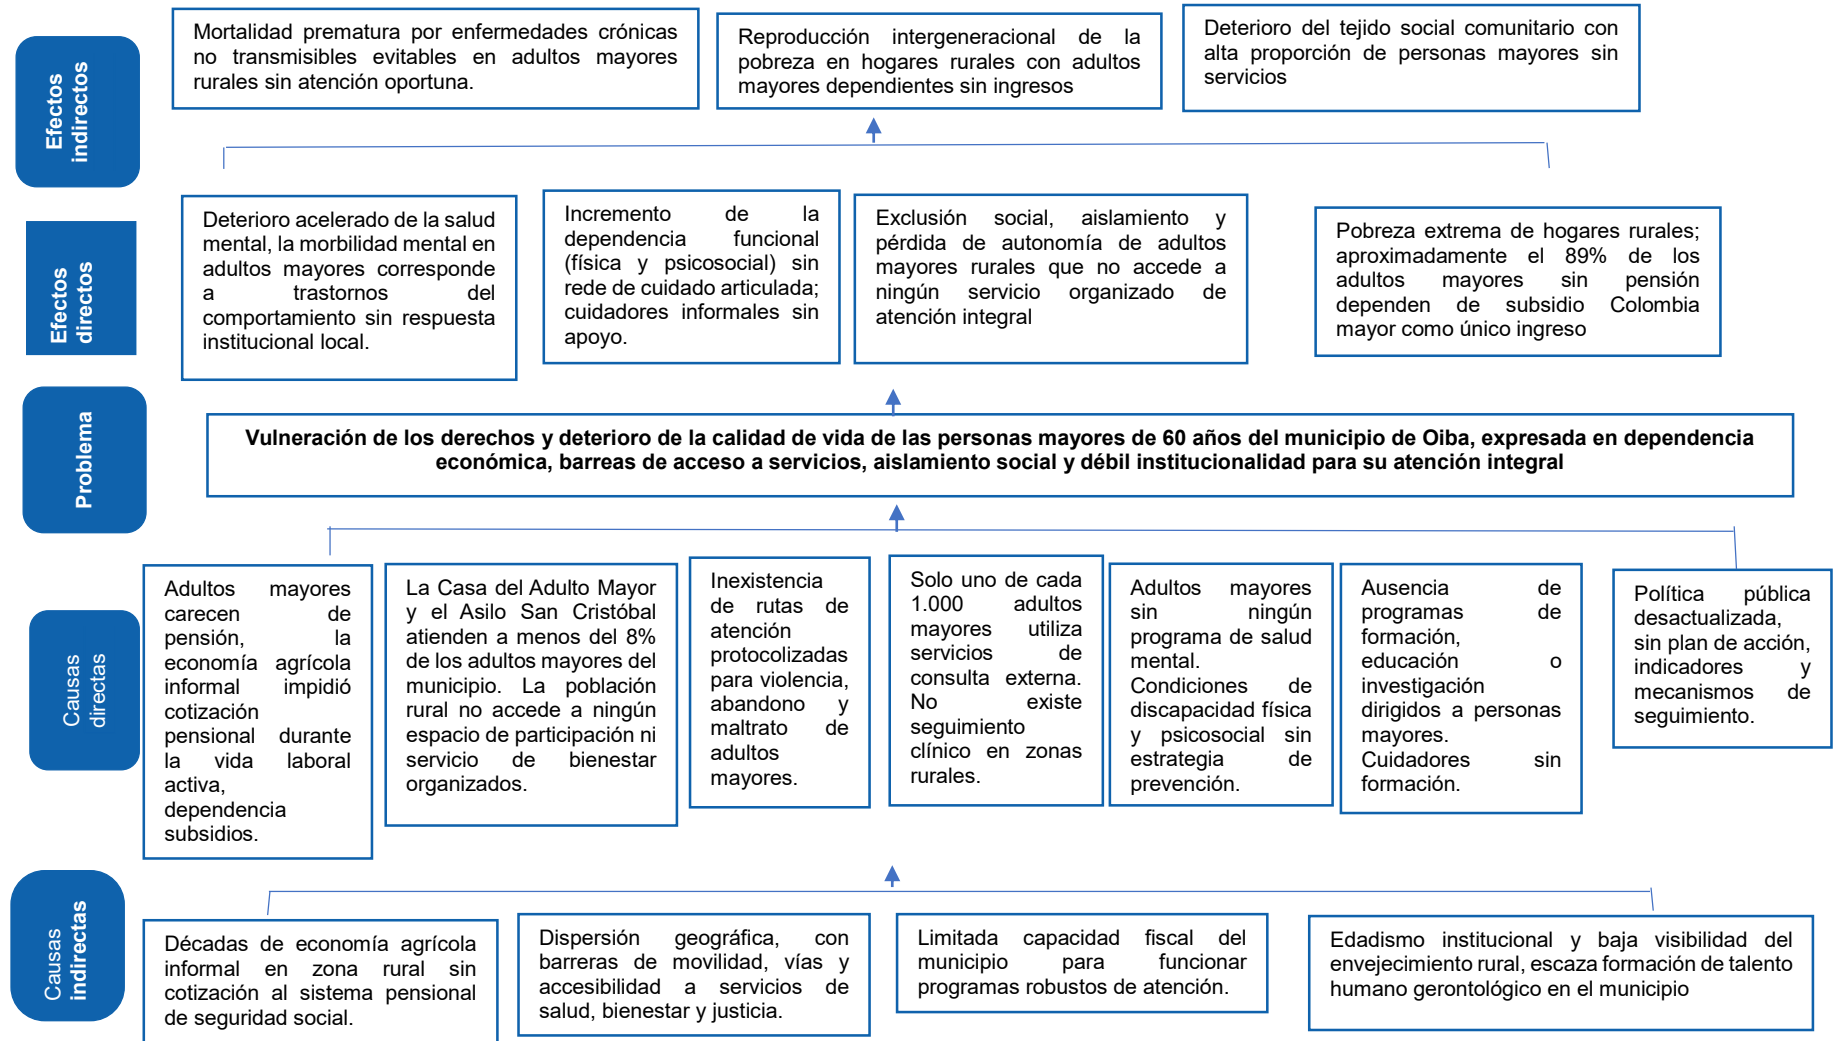 Efectos
indirectos
Mortalidad prematura por enfermedades crónicas
no transmisibles evitables en adultos mayores
rurales sin atención oportuna.
Reproducción intergeneracional de la
pobreza en hogares rurales con adultos
mayores dependientes sin ingresos
Deterioro del tejido social comunitario con
alta proporción de personas mayores sin
servicios
Efectos
directos
Deterioro acelerado de la salud
mental, la morbilidad mental en
adultos mayores corresponde
a trastornos del
comportamiento sin respuesta
institucional local.
Incremento de la
dependencia funcional
(física y psicosocial) sin
rede de cuidado articulada;
cuidadores informales sin
apoyo.
Exclusión social, aislamiento y
pérdida de autonomía de adultos
mayores rurales que no accede a
ningún servicio organizado de
atención integral
Pobreza extrema de hogares rurales;
aproximadamente el 89% de los
adultos mayores sin pensión
dependen de subsidio Colombia
mayor como único ingreso
Problema
Vulneración de los derechos y deterioro de la calidad de vida de las personas mayores de 60 años del municipio de Oiba, expresada en dependencia
económica, barreas de acceso a servicios, aislamiento social y débil institucionalidad para su atención integral
Causas
directas
Adultos mayores
carecen de
pensión, la
economía agrícola
informal impidió
cotización
pensional durante
la vida laboral
activa,
dependencia
subsidios.
La Casa del Adulto Mayor
y el Asilo San Cristóbal
atienden a menos del 8%
de los adultos mayores del
municipio. La población
rural no accede a ningún
espacio de participación ni
servicio de bienestar
organizados.
Inexistencia
de rutas de
atención
protocolizadas
para violencia,
abandono y
maltrato de
adultos
mayores.
Solo uno de cada
1.000 adultos
mayores utiliza
servicios de
consulta externa.
No existe
seguimiento
clínico en zonas
rurales.
Adultos mayores
sin ningún
programa de salud
mental.
Condiciones de
discapacidad física
y psicosocial sin
estrategia de
prevención.
Ausencia de
programas de
formación,
educación o
investigación
dirigidos a personas
mayores.
Cuidadores sin
formación.
Política pública
desactualizada,
sin plan de acción,
indicadores y
mecanismos de
seguimiento.
Causas
indirectas
Décadas de economía agrícola
informal en zona rural sin
cotización al sistema pensional
de seguridad social.
Dispersión geográfica, con
barreras de movilidad, vías y
accesibilidad a servicios de
salud, bienestar y justicia.
Limitada capacidad fiscal del
municipio para funcionar
programas robustos de atención.
Edadismo institucional y baja visibilidad del
envejecimiento rural, escaza formación de talento
humano gerontológico en el municipio